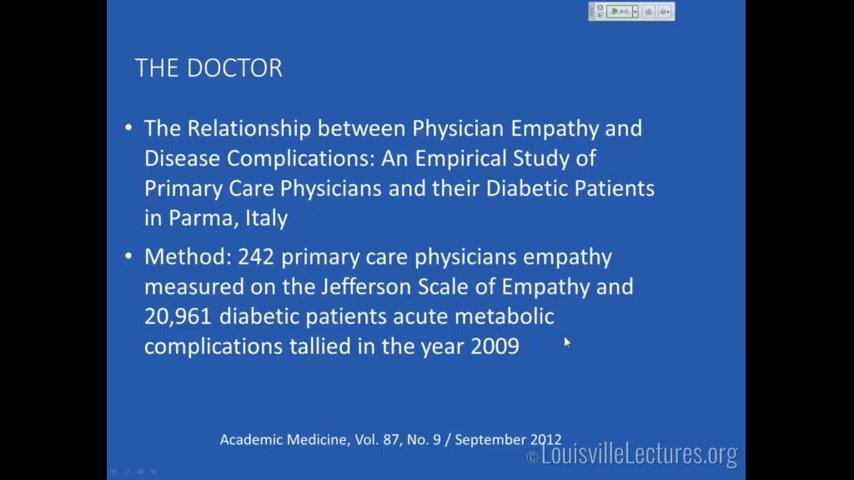 THE DOCTOR
• The Relationship between Physician Empathy and
Disease Complications: An Empirical Study of
Primary Care Physicians and their Diabetic Patients
in Parma, Italy
• Method: 242 primary care physicians empathy
measured on the Jefferson Scale of Empathy and
20,961 diabetic patients acute metabolic
complications tallied in the year 2009
Academic Medicine, Vol. 87, No. 9 / September 2012
© LouisvilleLectures.org